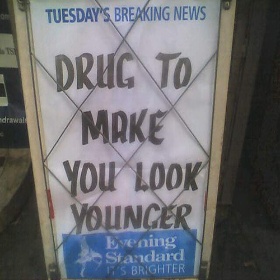 TUESDAY'S BREAKING NEWS
DRUG TO
MAKE
YOU LOOK
YOUNGER
Evening
Standard
IT'S BRIGHTER